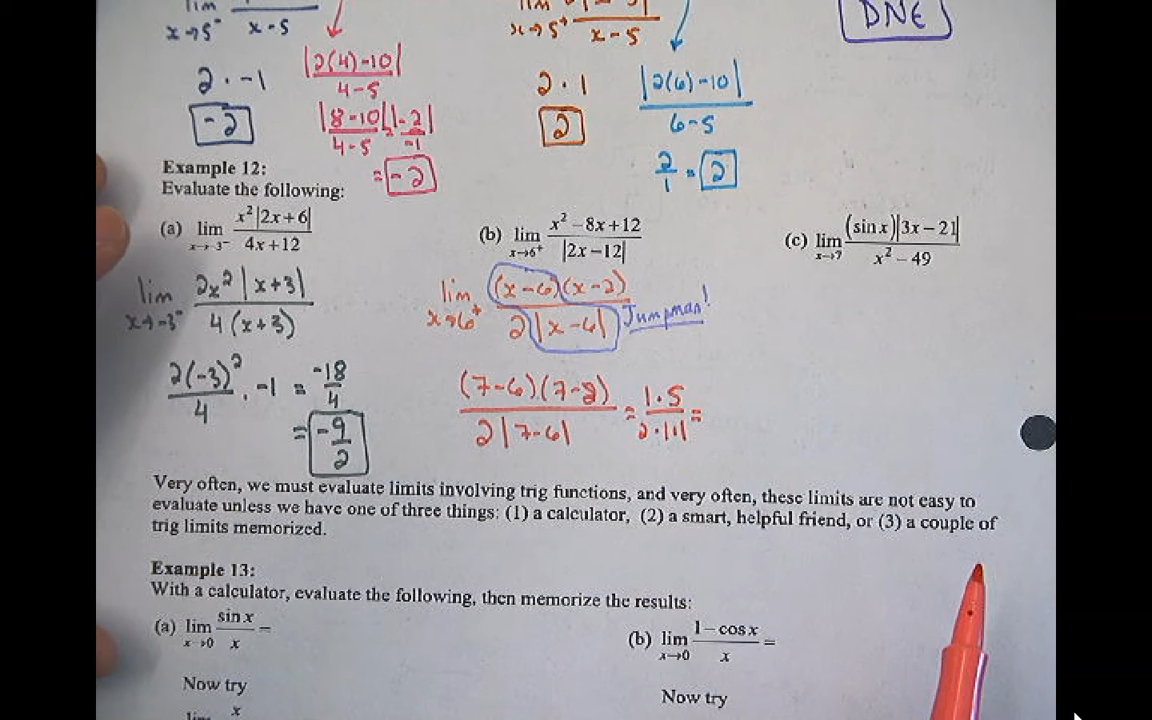 lim
x→5⁻ x-5
lim
x→5⁺ x-5
DNE
2 · -1
-2
|2(4)-10|
4-5
|8-10| |-2|
4-5 -1
= -2
2 · 1
2
|2(6)-10|
6-5
2/1 = 2
Example 12:
Evaluate the following:
(a) lim x→-3⁻ x²|2x+6| / 4x+12
(b) lim x→6⁺ x²-8x+12 / |2x-12|
(c) lim x→7 (sin x)|3x-21| / x²-49
lim x→-3⁻ 2x²|x+3| / 4(x+3)
2(-3)² / 4 · -1 = -18/4
= -9/2
lim x→6⁺ (x-6)(x-2) / 2|x-6| Jumpman!
(7-6)(7-2) / 2|7-6| = 1·5 / 2·|1| =
Very often, we must evaluate limits involving trig functions, and very often, these limits are not easy to
evaluate unless we have one of three things: (1) a calculator, (2) a smart, helpful friend, or (3) a couple of
trig limits memorized.
Example 13:
With a calculator, evaluate the following, then memorize the results:
(a) lim x→0 sin x / x =
(b) lim x→0 1-cos x / x =
Now try
Now try
lim x